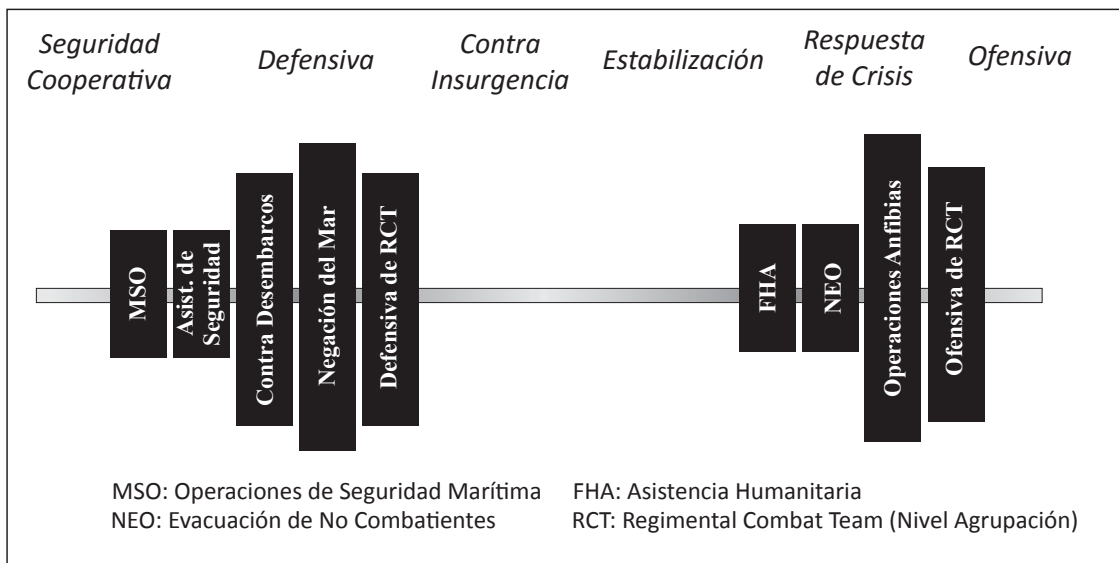 Seguridad
Cooperativa
Defensiva
Contra
Insurgencia
Estabilización
Respuesta
de Crisis
Ofensiva
MSO
Asist. de
Seguridad
Contra Desembarcos
Negación del Mar
Defensiva de RCT
FHA
NEO
Operaciones Anfibias
Ofensiva de RCT
MSO: Operaciones de Seguridad Marítima
FHA: Asistencia Humanitaria
NEO: Evacuación de No Combatientes
RCT: Regimental Combat Team (Nivel Agrupación)